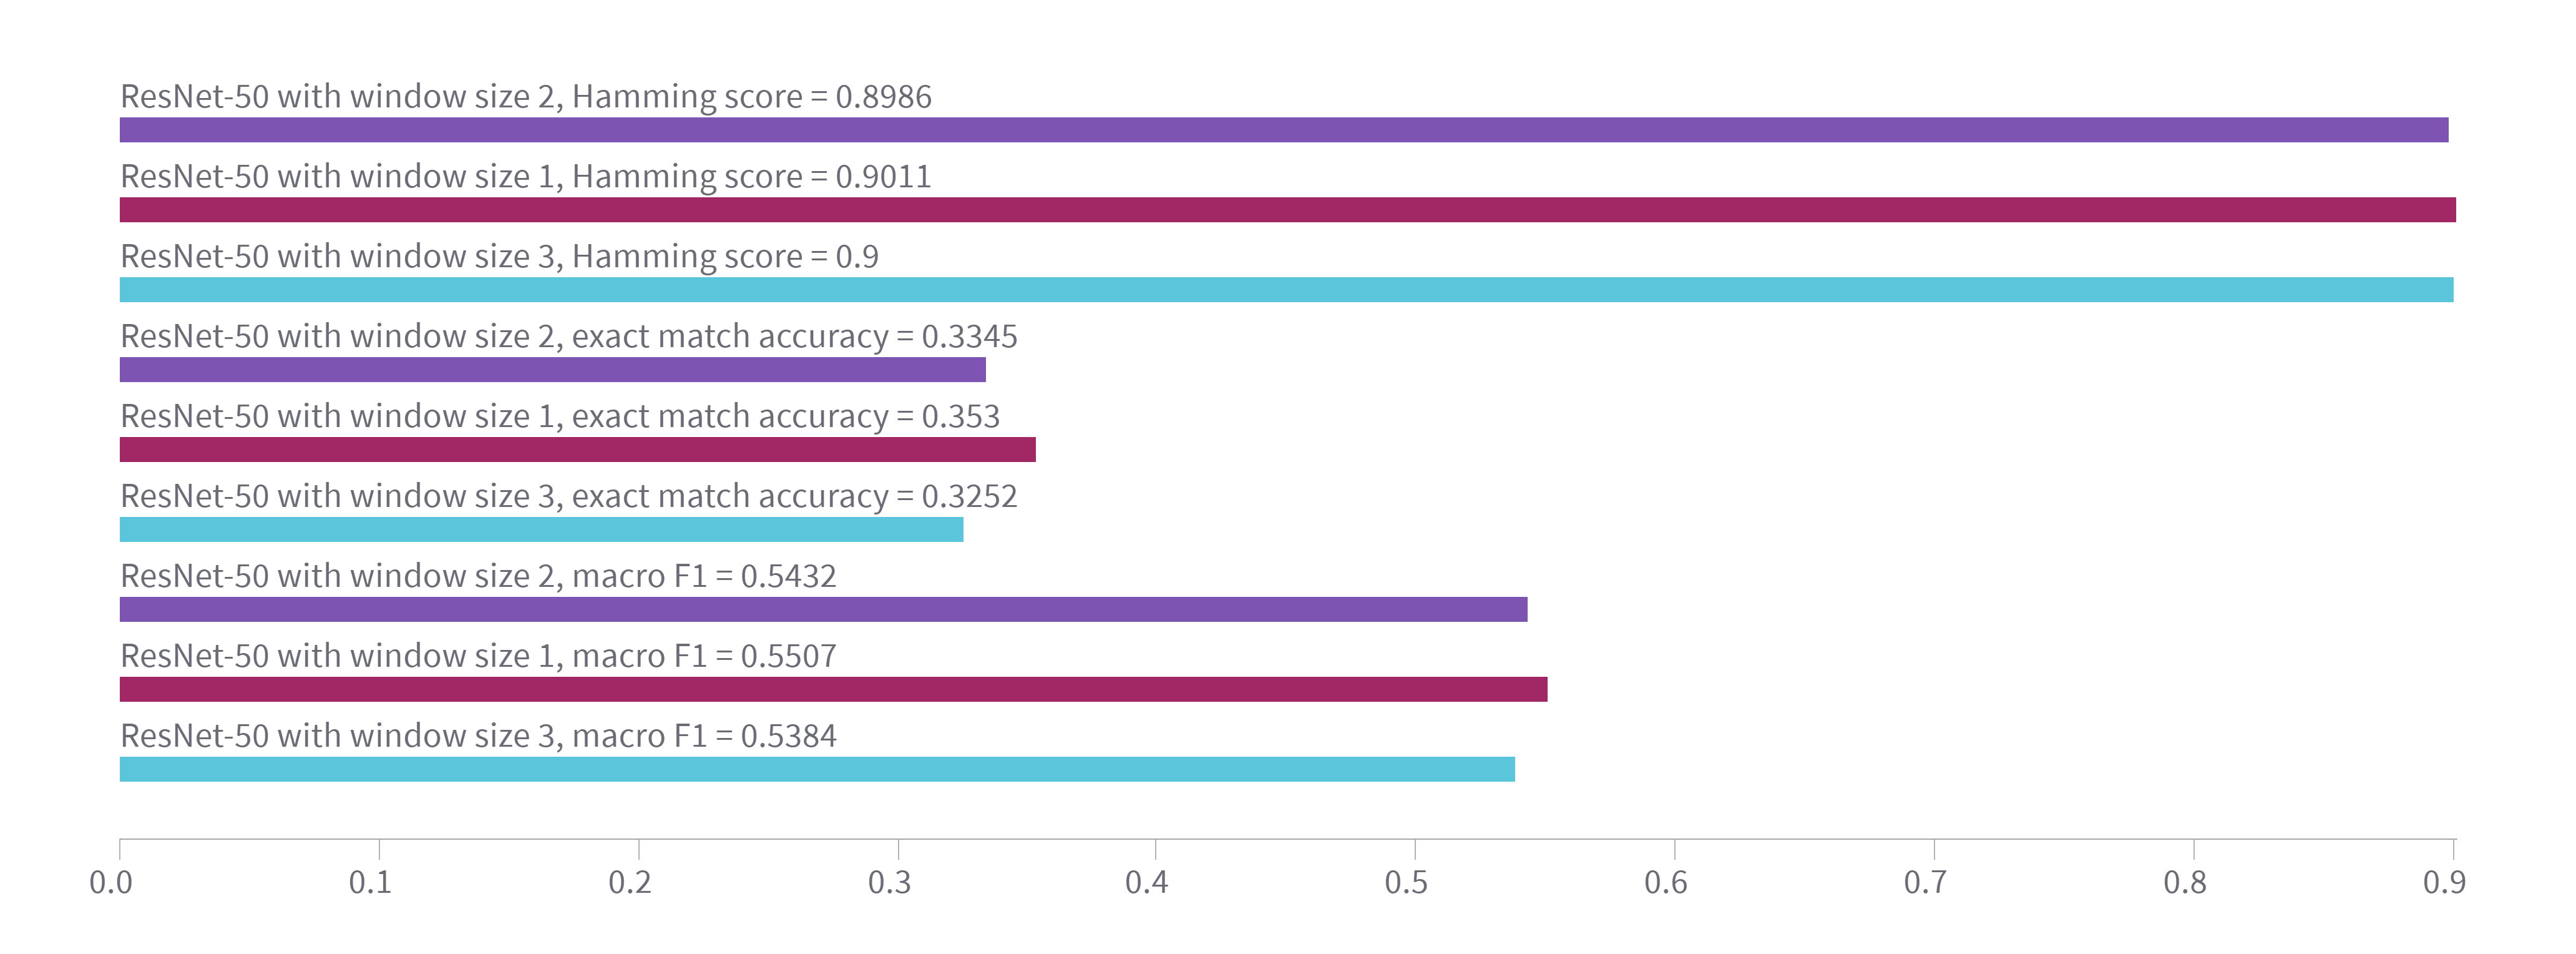 ResNet-50 with window size 2, Hamming score = 0.8986
ResNet-50 with window size 1, Hamming score = 0.9011
ResNet-50 with window size 3, Hamming score = 0.9
ResNet-50 with window size 2, exact match accuracy = 0.3345
ResNet-50 with window size 1, exact match accuracy = 0.353
ResNet-50 with window size 3, exact match accuracy = 0.3252
ResNet-50 with window size 2, macro F1 = 0.5432
ResNet-50 with window size 1, macro F1 = 0.5507
ResNet-50 with window size 3, macro F1 = 0.5384
0.0 0.1 0.2 0.3 0.4 0.5 0.6 0.7 0.8 0.9